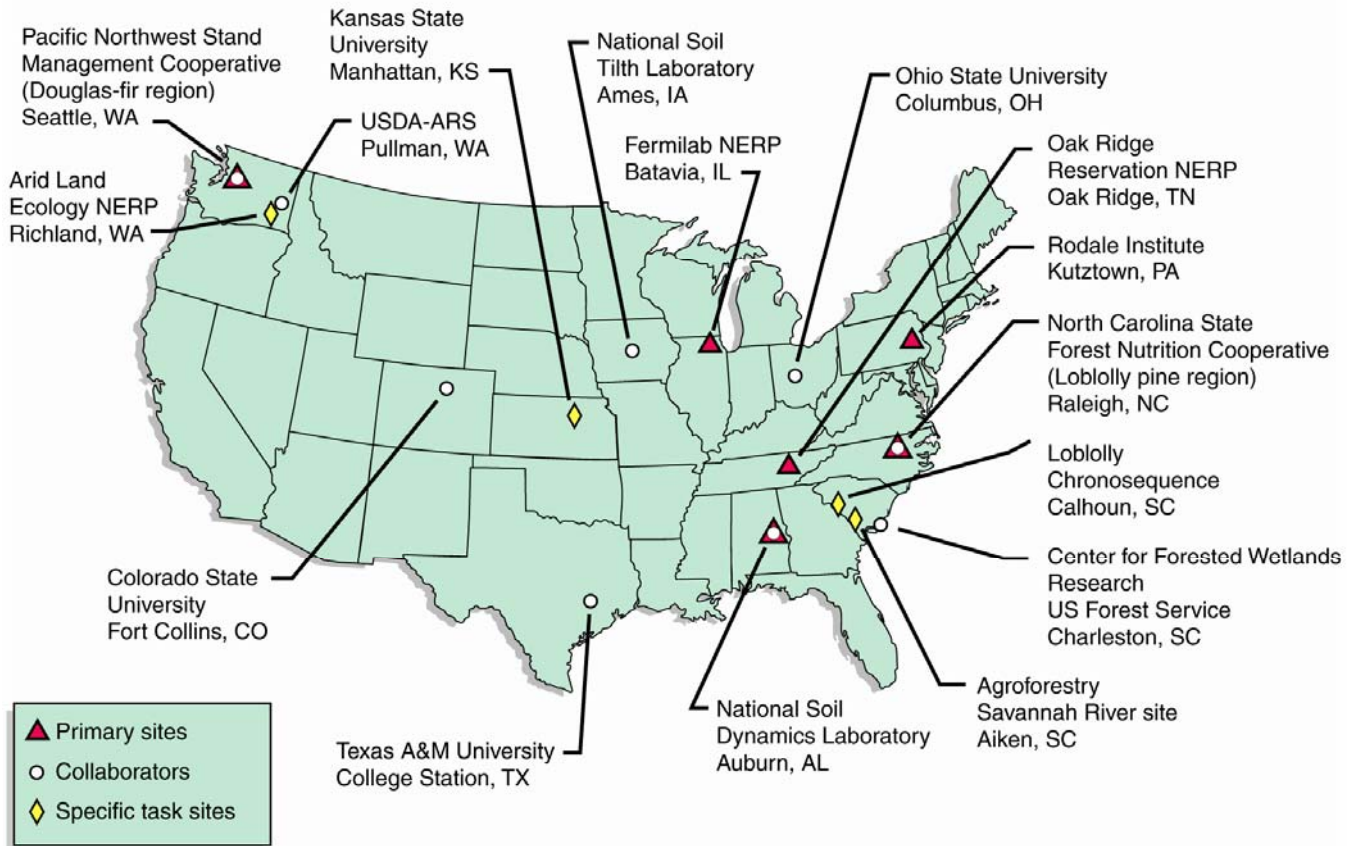 Pacific Northwest Stand
Management Cooperative
(Douglas-fir region)
Seattle, WA
Kansas State
University
Manhattan, KS
National Soil
Tilth Laboratory
Ames, IA
Ohio State University
Columbus, OH
USDA-ARS
Pullman, WA
Fermilab NERP
Batavia, IL
Oak Ridge
Reservation NERP
Oak Ridge, TN
Arid Land
Ecology NERP
Richland, WA
Rodale Institute
Kutztown, PA
North Carolina State
Forest Nutrition Cooperative
(Loblolly pine region)
Raleigh, NC
Loblolly
Chronosequence
Calhoun, SC
Center for Forested Wetlands
Research
US Forest Service
Charleston, SC
Colorado State
University
Fort Collins, CO
Agroforestry
Savannah River site
Aiken, SC
National Soil
Dynamics Laboratory
Auburn, AL
Texas A&M University
College Station, TX
Primary sites
Collaborators
Specific task sites